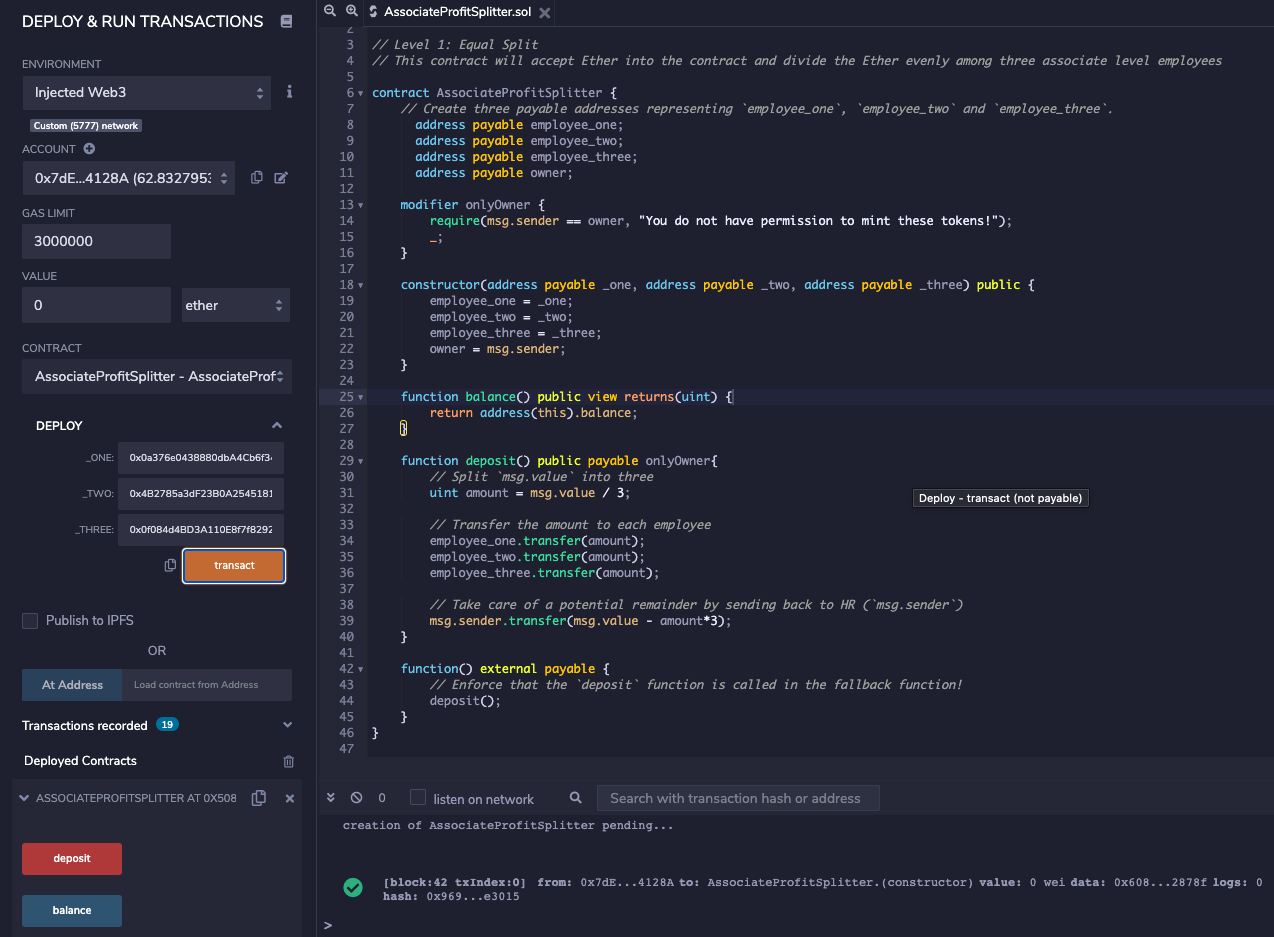 DEPLOY & RUN TRANSACTIONS
ENVIRONMENT
Injected Web3
Custom (5777) network
ACCOUNT
0x7dE...4128A (62.8327953
GAS LIMIT
3000000
VALUE
0
ether
CONTRACT
AssociateProfitSplitter - AssociateProf
DEPLOY
_ONE:
0x0a376e0438880dbA4Cb6f3
_TWO:
0x4B2785a3dF23B0A2545181
_THREE:
0x0f084d4BD3A110E8f7f8292
transact
Publish to IPFS
OR
At Address
Load contract from Address
Transactions recorded 19
Deployed Contracts
ASSOCIATEPROFITSPLITTER AT 0X508
deposit
balance
AssociateProfitSplitter.sol
2
3 // Level 1: Equal Split
4 // This contract will accept Ether into the contract and divide the Ether evenly among three associate level employees
5
6 contract AssociateProfitSplitter {
7 // Create three payable addresses representing `employee_one`, `employee_two` and `employee_three`.
8 address payable employee_one;
9 address payable employee_two;
10 address payable employee_three;
11 address payable owner;
12
13 modifier onlyOwner {
14 require(msg.sender == owner, "You do not have permission to mint these tokens!");
15 _;
16 }
17
18 constructor(address payable _one, address payable _two, address payable _three) public {
19 employee_one = _one;
20 employee_two = _two;
21 employee_three = _three;
22 owner = msg.sender;
23 }
24
25 function balance() public view returns(uint) {
26 return address(this).balance;
27 }
28
29 function deposit() public payable onlyOwner{
30 // Split `msg.value` into three
31 uint amount = msg.value / 3;
32
33 // Transfer the amount to each employee
34 employee_one.transfer(amount);
35 employee_two.transfer(amount);
36 employee_three.transfer(amount);
37
38 // Take care of a potential remainder by sending back to HR (`msg.sender`)
39 msg.sender.transfer(msg.value - amount*3);
40 }
41
42 function() external payable {
43 // Enforce that the `deposit` function is called in the fallback function!
44 deposit();
45 }
46 }
47
Deploy - transact (not payable)
0
listen on network
Search with transaction hash or address
creation of AssociateProfitSplitter pending...
[block:42 txIndex:0] from: 0x7dE...4128A to: AssociateProfitSplitter.(constructor) value: 0 wei data: 0x608...2878f logs: 0
hash: 0x969...e3015
>